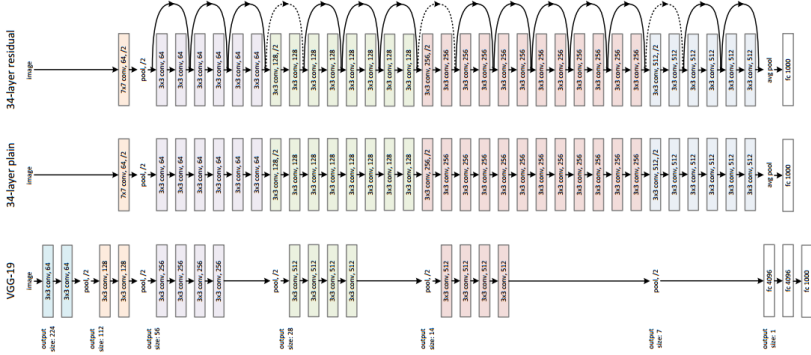 output
size: 224
output
size: 112
output
size: 56
output
size: 28
output
size: 14
output
size: 7
output
size: 1
VGG-19
image
3x3 conv, 64
3x3 conv, 64
pool, /2
3x3 conv, 128
3x3 conv, 128
pool, /2
3x3 conv, 256
3x3 conv, 256
3x3 conv, 256
3x3 conv, 256
pool, /2
3x3 conv, 512
3x3 conv, 512
3x3 conv, 512
3x3 conv, 512
pool, /2
3x3 conv, 512
3x3 conv, 512
3x3 conv, 512
3x3 conv, 512
pool, /2
fc 4096
fc 4096
fc 1000
34-layer plain
image
7x7 conv, 64, /2
pool, /2
3x3 conv, 64
3x3 conv, 64
3x3 conv, 64
3x3 conv, 64
3x3 conv, 64
3x3 conv, 64
3x3 conv, 128, /2
3x3 conv, 128
3x3 conv, 128
3x3 conv, 128
3x3 conv, 128
3x3 conv, 128
3x3 conv, 128
3x3 conv, 128
3x3 conv, 256, /2
3x3 conv, 256
3x3 conv, 256
3x3 conv, 256
3x3 conv, 256
3x3 conv, 256
3x3 conv, 256
3x3 conv, 256
3x3 conv, 256
3x3 conv, 256
3x3 conv, 256
3x3 conv, 256
3x3 conv, 512, /2
3x3 conv, 512
3x3 conv, 512
3x3 conv, 512
3x3 conv, 512
3x3 conv, 512
avg pool
fc 1000
34-layer residual
image
7x7 conv, 64, /2
pool, /2
3x3 conv, 64
3x3 conv, 64
3x3 conv, 64
3x3 conv, 64
3x3 conv, 64
3x3 conv, 64
3x3 conv, 128, /2
3x3 conv, 128
3x3 conv, 128
3x3 conv, 128
3x3 conv, 128
3x3 conv, 128
3x3 conv, 128
3x3 conv, 128
3x3 conv, 256, /2
3x3 conv, 256
3x3 conv, 256
3x3 conv, 256
3x3 conv, 256
3x3 conv, 256
3x3 conv, 256
3x3 conv, 256
3x3 conv, 256
3x3 conv, 256
3x3 conv, 256
3x3 conv, 256
3x3 conv, 512, /2
3x3 conv, 512
3x3 conv, 512
3x3 conv, 512
3x3 conv, 512
3x3 conv, 512
avg pool
fc 1000